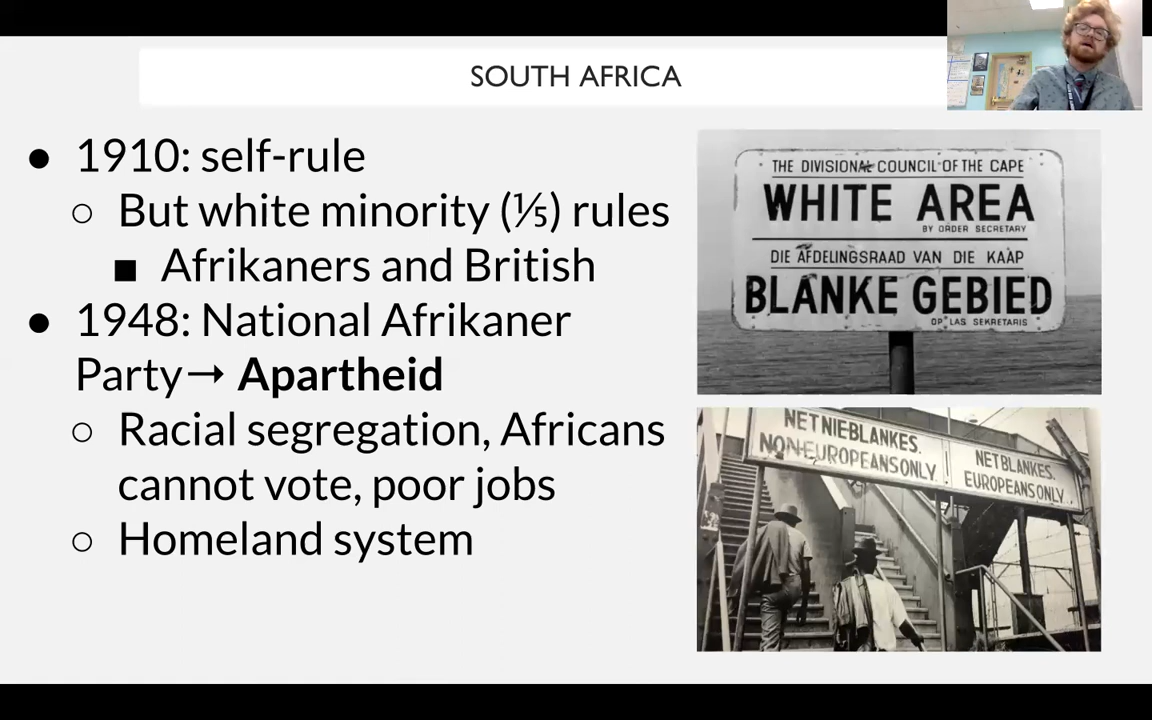 SOUTH AFRICA
● 1910: self-rule
○ But white minority (⅕) rules
■ Afrikaners and British
● 1948: National Afrikaner
Party→ Apartheid
○ Racial segregation, Africans
cannot vote, poor jobs
○ Homeland system
THE DIVISIONAL COUNCIL OF THE CAPE
WHITE AREA
BY ORDER SECRETARY
DIE AFDELINGSRAAD VAN DIE KAAP
BLANKE GEBIED
OP LAS SEKRETARIS
NET NIE BLANKES.
NON-EUROPEANS ONLY
NET BLANKES.
EUROPEANS ONLY